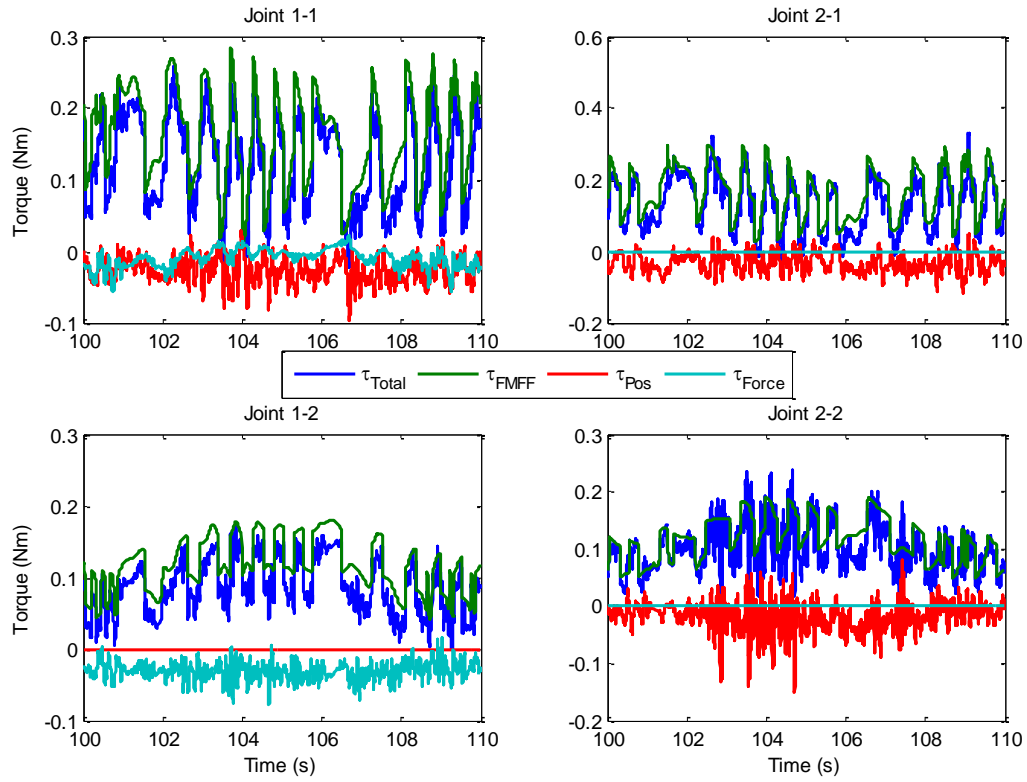 Joint 1-1
Joint 2-1
0.3
0.2
0.1
0
-0.1
Torque (Nm)
100 102 104 106 108 110
0.6
0.4
0.2
0
-0.2
100 102 104 106 108 110
τTotal τFMFF τPos τForce
Joint 1-2
Joint 2-2
0.3
0.2
0.1
0
-0.1
Torque (Nm)
100 102 104 106 108 110
Time (s)
0.3
0.2
0.1
0
-0.1
-0.2
100 102 104 106 108 110
Time (s)